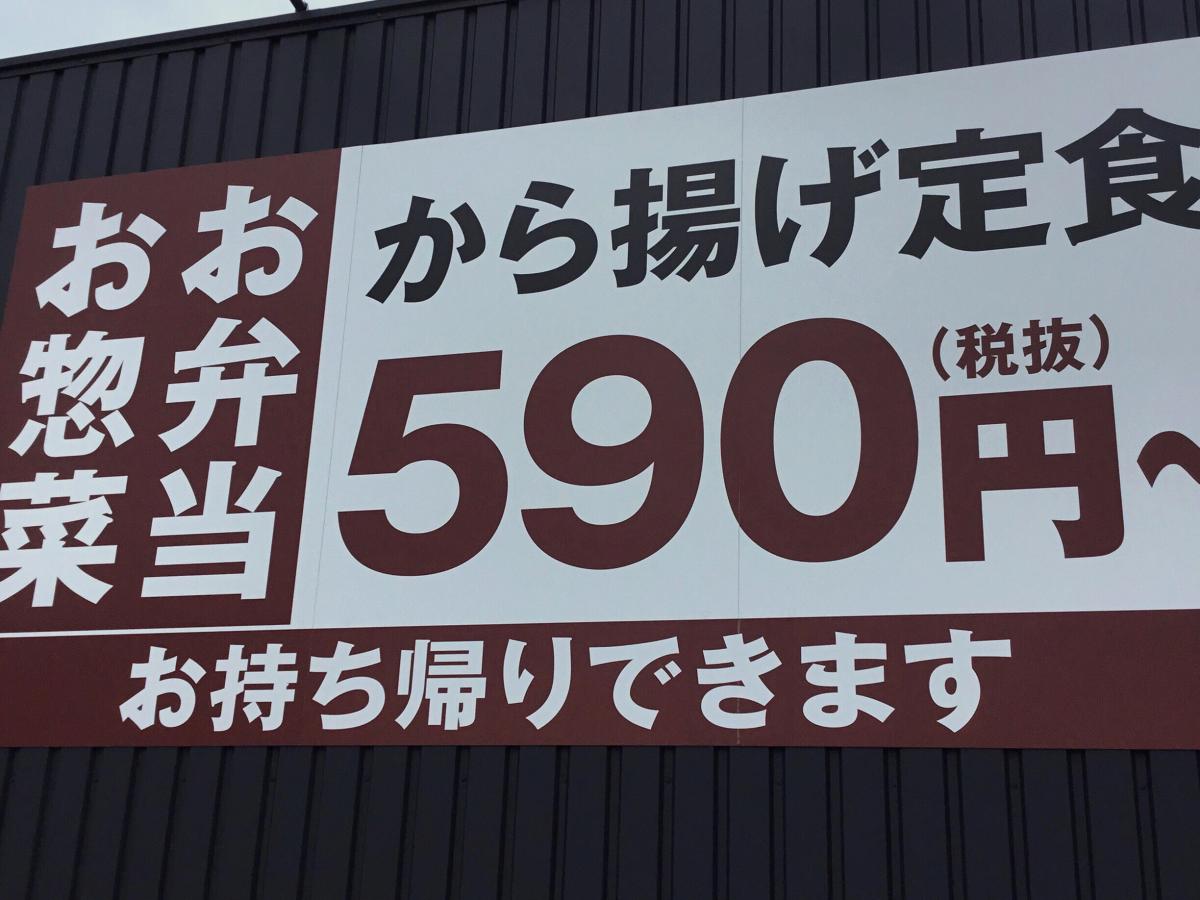 お弁当
お惣菜
から揚げ定食
590円〜
(税抜)
お持ち帰りできます